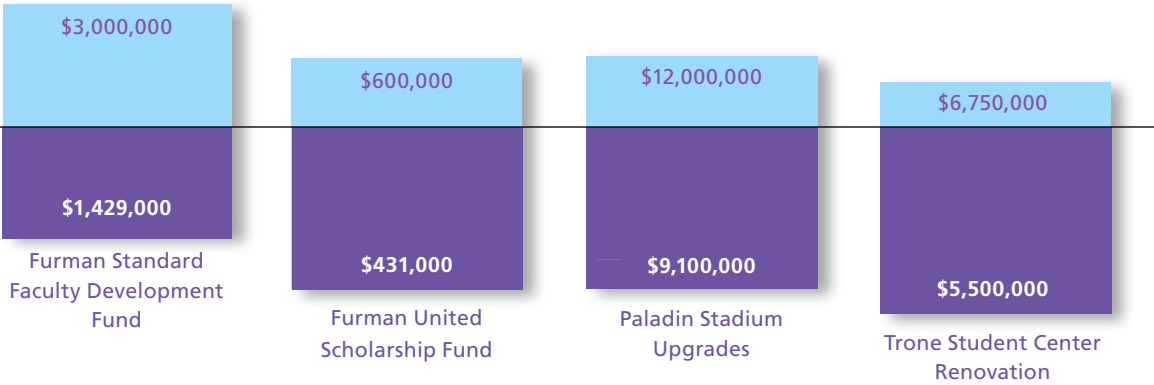 $3,000,000
$600,000
$12,000,000
$6,750,000
$1,429,000
$431,000
$9,100,000
$5,500,000
Furman Standard
Faculty Development
Fund
Furman United
Scholarship Fund
Paladin Stadium
Upgrades
Trone Student Center
Renovation